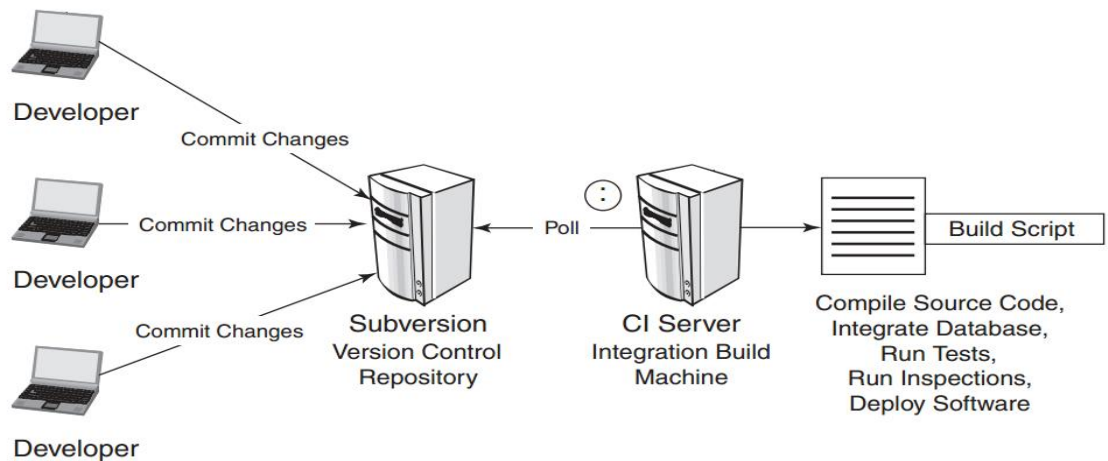 Developer
Commit Changes
Developer
Commit Changes
Developer
Commit Changes
Subversion
Version Control
Repository
Poll
:
CI Server
Integration Build
Machine
Build Script
Compile Source Code,
Integrate Database,
Run Tests,
Run Inspections,
Deploy Software